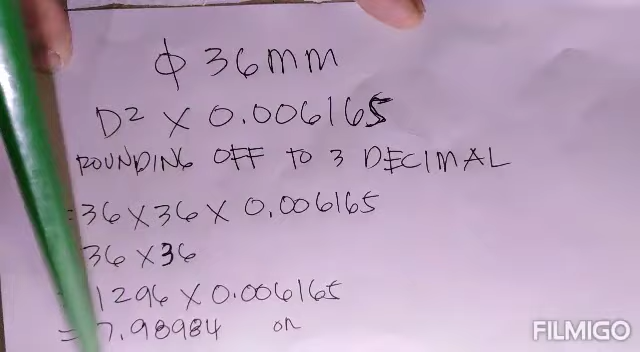 ϕ 36mm
D² X 0.006165
ROUNDING OFF TO 3 DECIMAL
=36 X 36 X 0.006165
36 X 36
= 1296 X 0.006165
= 7.98984 or
FILMIGO